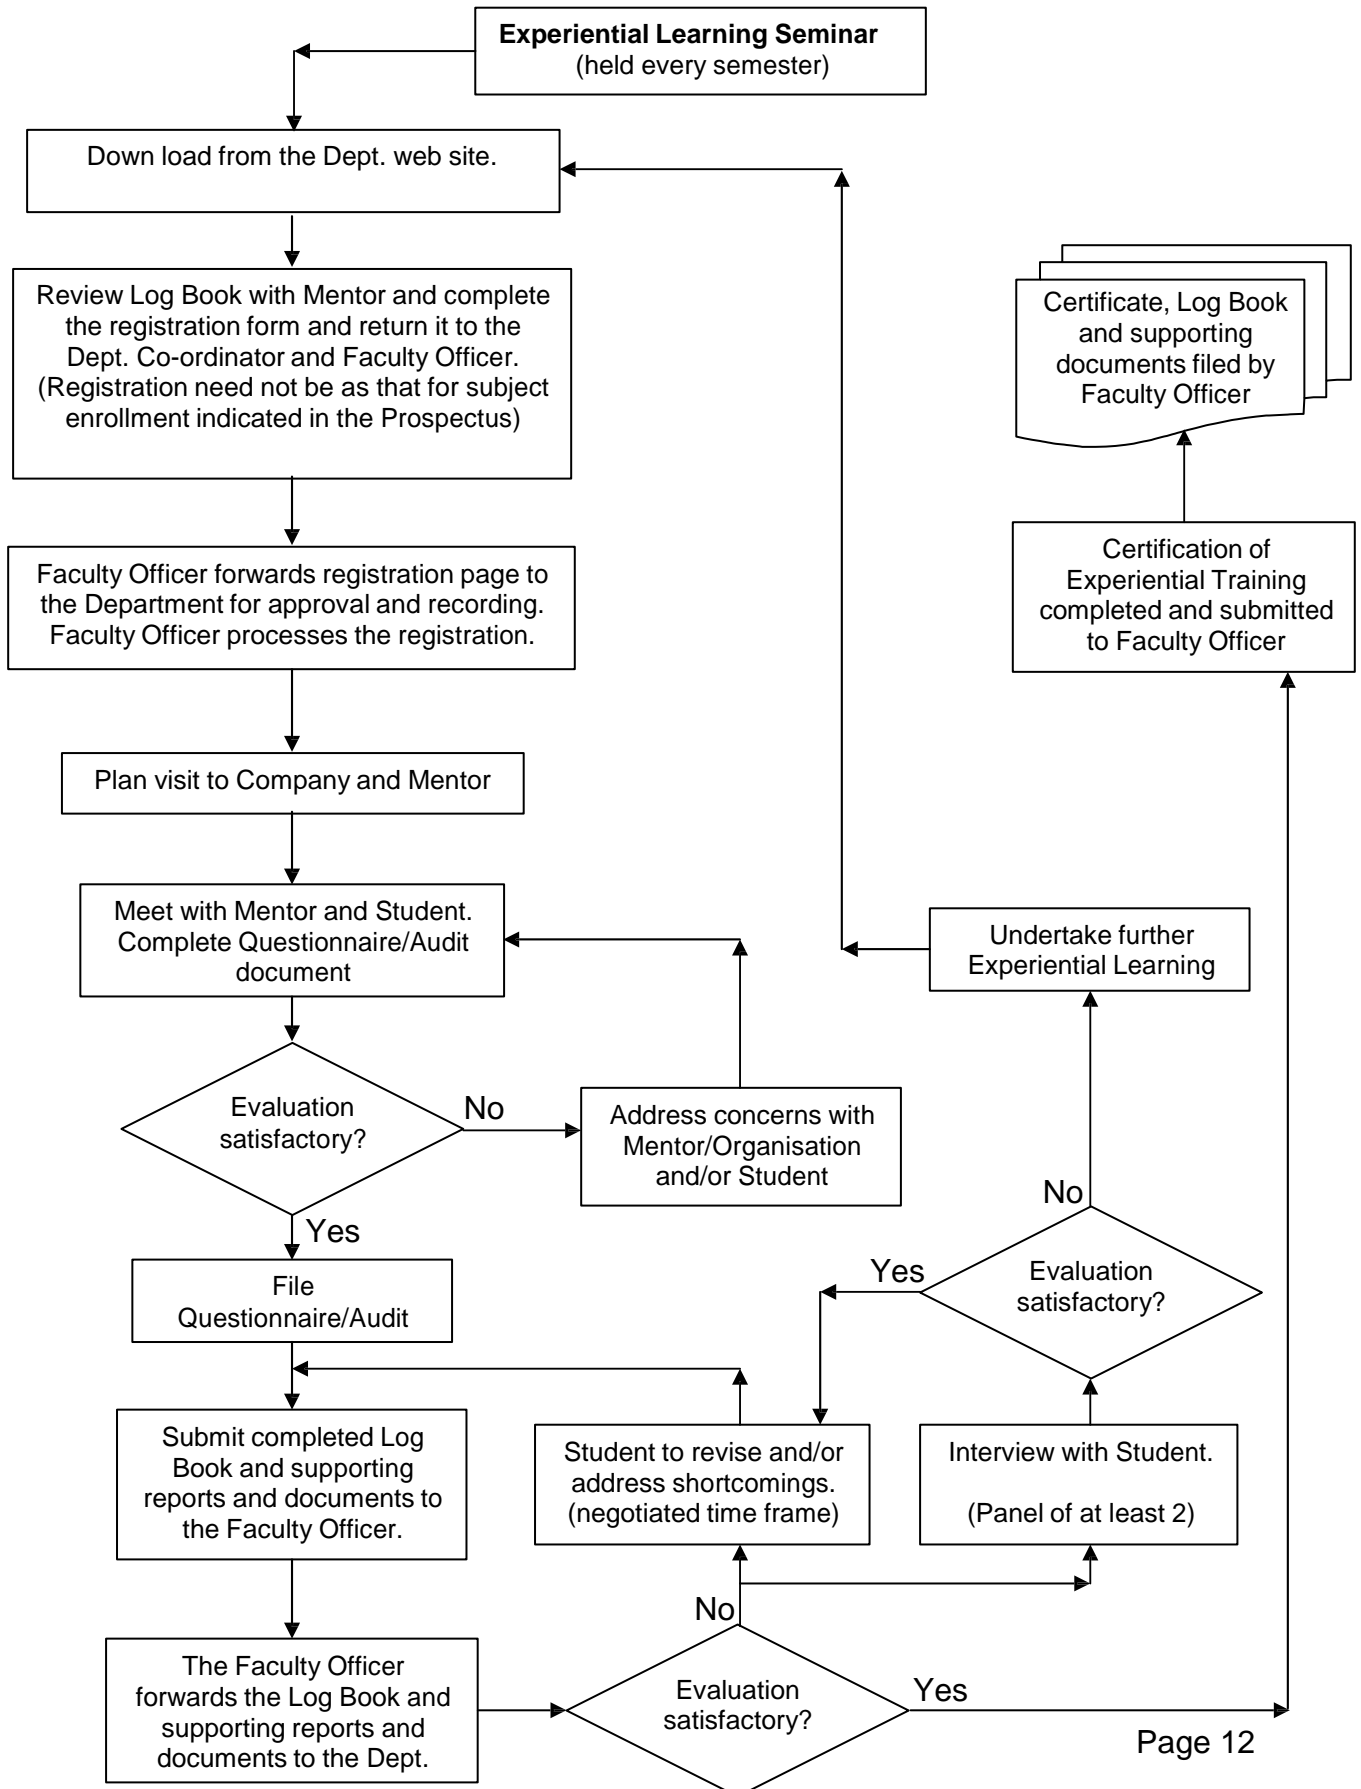 Experiential Learning Seminar
(held every semester)
Down load from the Dept. web site.
Review Log Book with Mentor and complete
the registration form and return it to the
Dept. Co-ordinator and Faculty Officer.
(Registration need not be as that for subject
enrollment indicated in the Prospectus)
Faculty Officer forwards registration page to
the Department for approval and recording.
Faculty Officer processes the registration.
Plan visit to Company and Mentor
Meet with Mentor and Student.
Complete Questionnaire/Audit
document
Evaluation
satisfactory?
No
Address concerns with
Mentor/Organisation
and/or Student
Yes
File
Questionnaire/Audit
Submit completed Log
Book and supporting
reports and documents to
the Faculty Officer.
The Faculty Officer
forwards the Log Book and
supporting reports and
documents to the Dept.
Evaluation
satisfactory?
No
Yes
Student to revise and/or
address shortcomings.
(negotiated time frame)
Interview with Student.
(Panel of at least 2)
Evaluation
satisfactory?
Yes
No
Undertake further
Experiential Learning
Certification of
Experiential Training
completed and submitted
to Faculty Officer
Certificate, Log Book
and supporting
documents filed by
Faculty Officer
Page 12